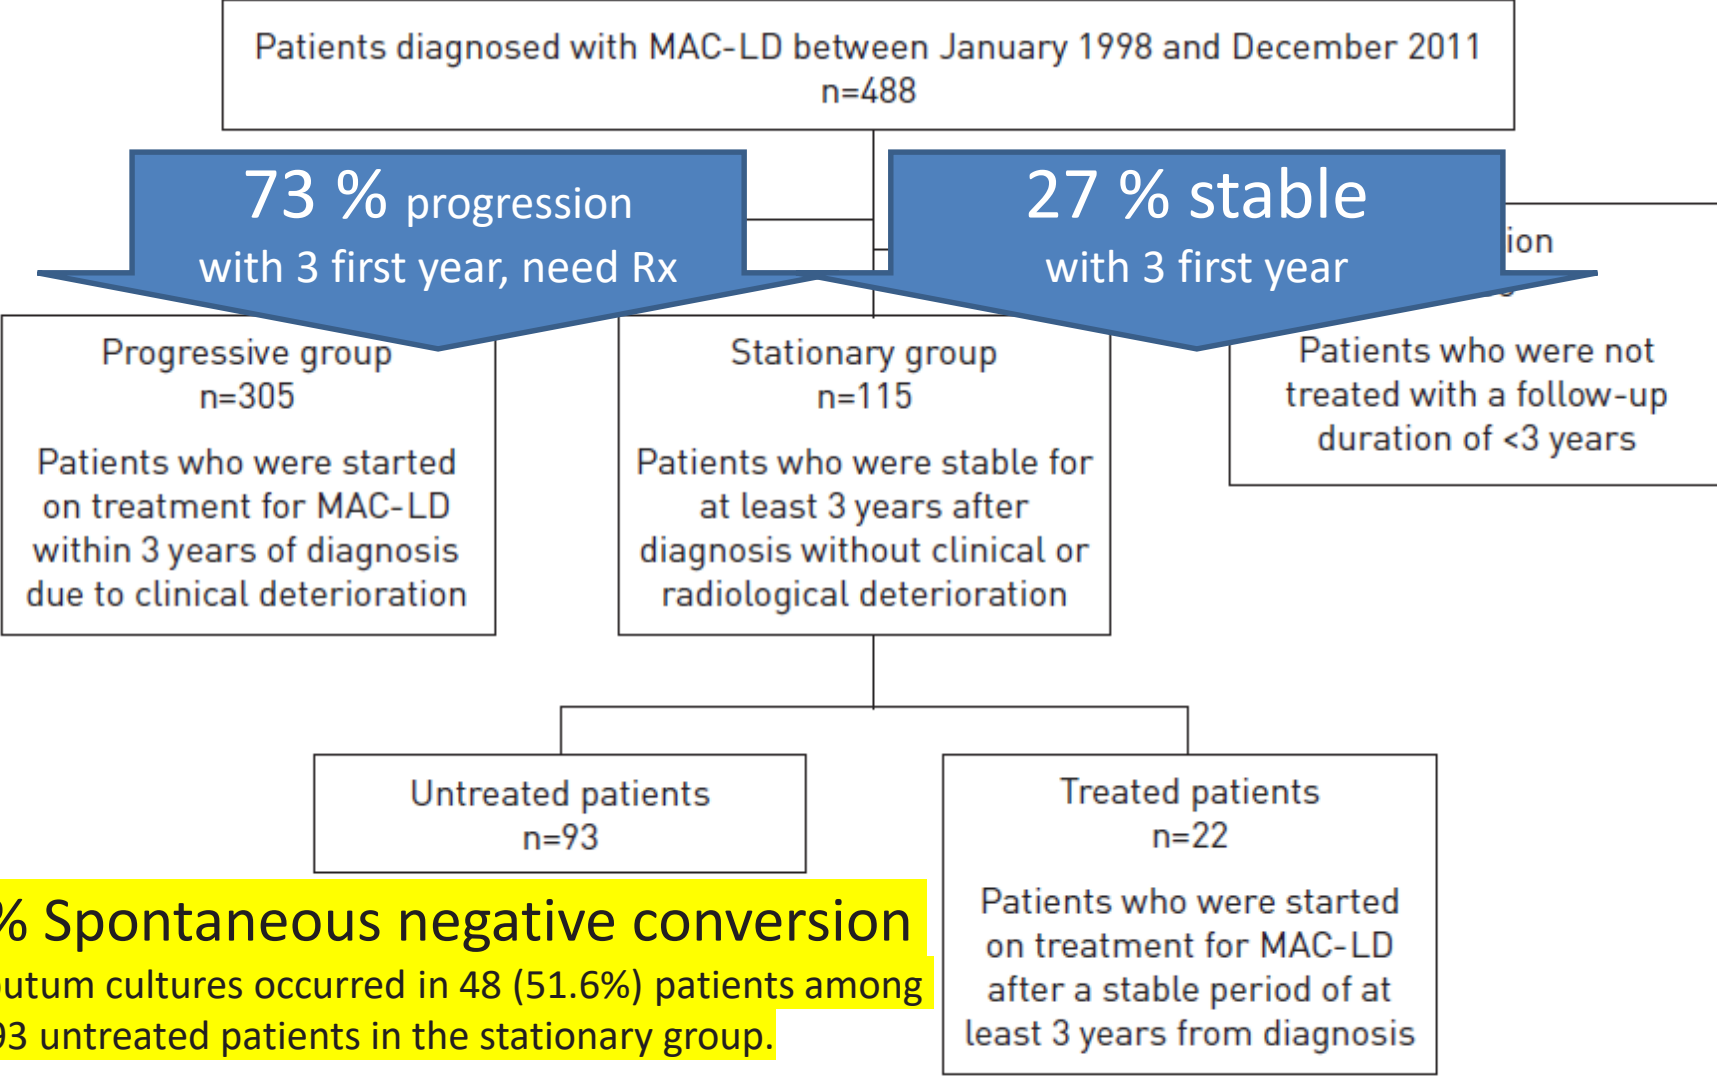 Patients diagnosed with MAC-LD between January 1998 and December 2011
n=488
73 % progression
with 3 first year, need Rx
27 % stable
with 3 first year
Progressive group
n=305
Patients who were started
on treatment for MAC-LD
within 3 years of diagnosis
due to clinical deterioration
Stationary group
n=115
Patients who were stable for
at least 3 years after
diagnosis without clinical or
radiological deterioration
Patients who were not
treated with a follow-up
duration of <3 years
Untreated patients
n=93
Treated patients
n=22
Patients who were started
on treatment for MAC-LD
after a stable period of at
least 3 years from diagnosis
% Spontaneous negative conversion
cultures occurred in 48 (51.6%) patients among
93 untreated patients in the stationary group.